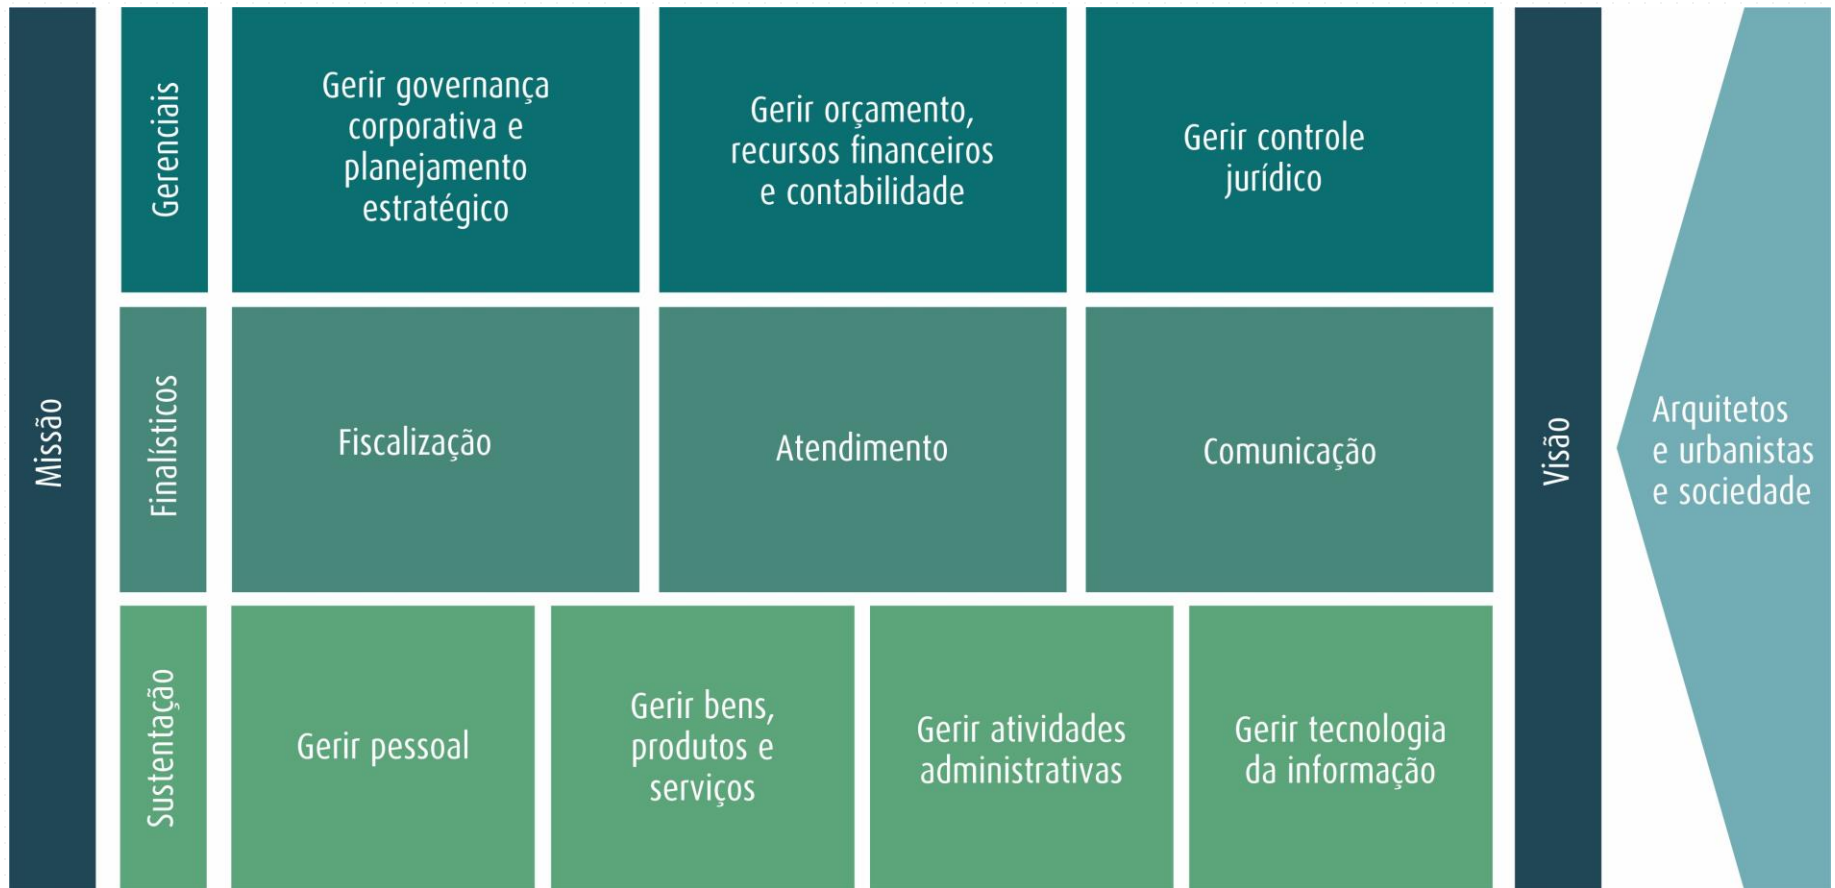 Missão
Gerenciais
Gerir governança
corporativa e
planejamento
estratégico
Gerir orçamento,
recursos financeiros
e contabilidade
Gerir controle
jurídico
Finalísticos
Fiscalização
Atendimento
Comunicação
Sustentação
Gerir pessoal
Gerir bens,
produtos e
serviços
Gerir atividades
administrativas
Gerir tecnologia
da informação
Visão
Arquitetos
e urbanistas
e sociedade